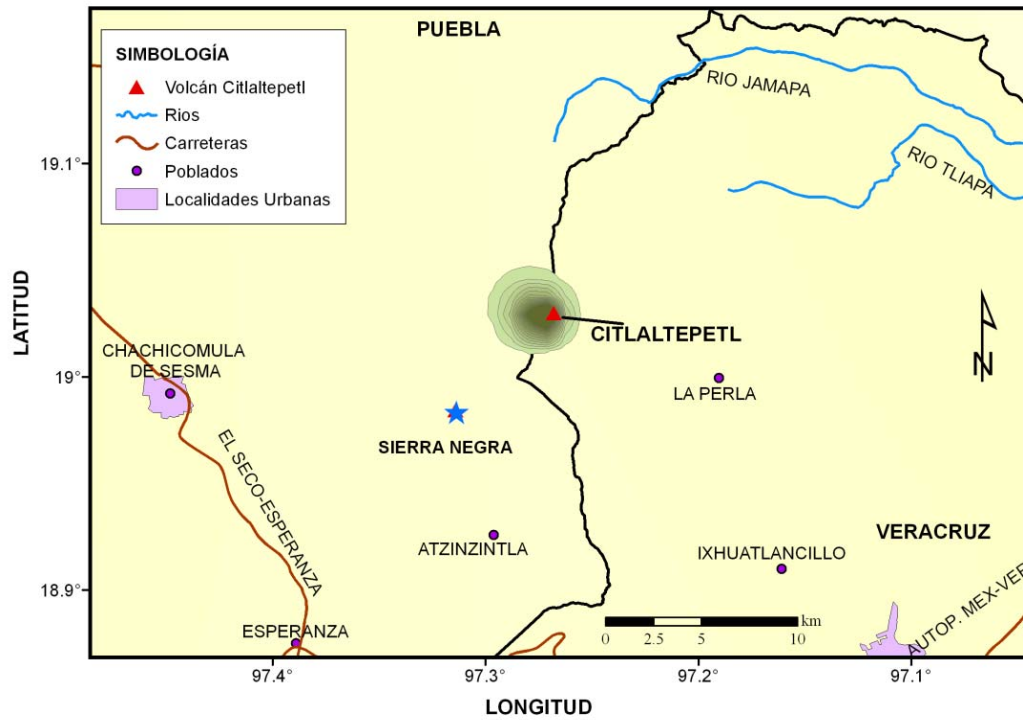 PUEBLA
SIMBOLOGÍA
Volcán Citlaltepetl
Rios
Carreteras
Poblados
Localidades Urbanas
RIO JAMAPA
RIO TLIAPA
19.1°
LATITUD
CITLALTEPETL
N
CHACHICOMULA
DE SESMA
19°
LA PERLA
SIERRA NEGRA
EL SECO-ESPERANZA
ATZINZINTLA
VERACRUZ
IXHUATLANCILLO
18.9°
AUTOP. MEX-VER
km
0 2.5 5 10
ESPERANZA
97.4° 97.3° 97.2° 97.1°
LONGITUD